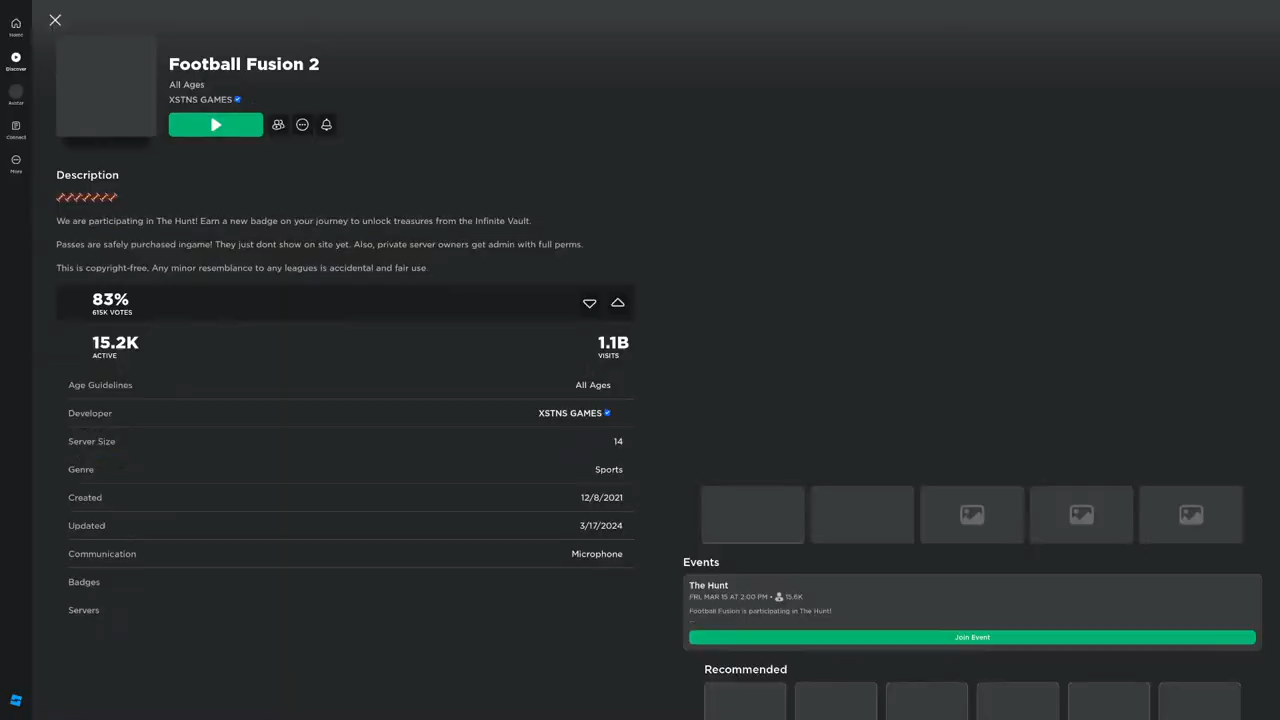 Home
Discover
Avatar
Connect
More
Football Fusion 2
All Ages
XSTNS GAMES
Description
We are participating in The Hunt! Earn a new badge on your journey to unlock treasures from the Infinite Vault.
Passes are safely purchased ingame! They just dont show on site yet. Also, private server owners get admin with full perms.
This is copyright-free. Any minor resemblance to any leagues is accidental and fair use.
83%
615K VOTES
15.2K
ACTIVE
1.1B
VISITS
Age Guidelines
All Ages
Developer
XSTNS GAMES
Server Size
14
Genre
Sports
Created
12/8/2021
Updated
3/17/2024
Communication
Microphone
Badges
Servers
Events
The Hunt
FRI, MAR 15 AT 2:00 PM • 15.6K
Football Fusion is participating in The Hunt!
...
Join Event
Recommended